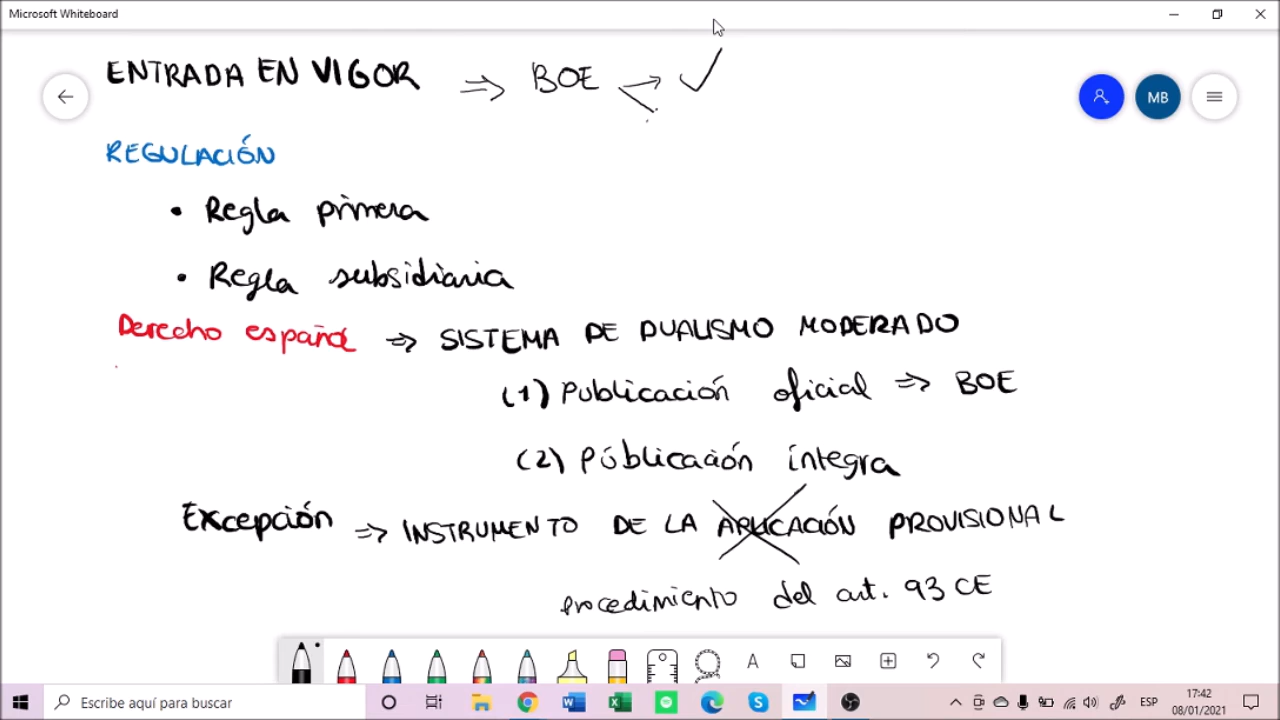 Microsoft Whiteboard
ENTRADA EN VIGOR ⇒ BOE → ✓
MB
REGULACIÓN
• Regla primera
• Regla subsidiaria
Derecho español ⇒ SISTEMA DE DUALISMO MODERADO
(1) Publicación oficial ⇒ BOE
(2) Públicación íntegra
Excepción ⇒ INSTRUMENTO DE LA APLICACIÓN PROVISIONAL
procedimiento del art. 93 CE
A
Escribe aquí para buscar
ESP
17:42
08/01/2021